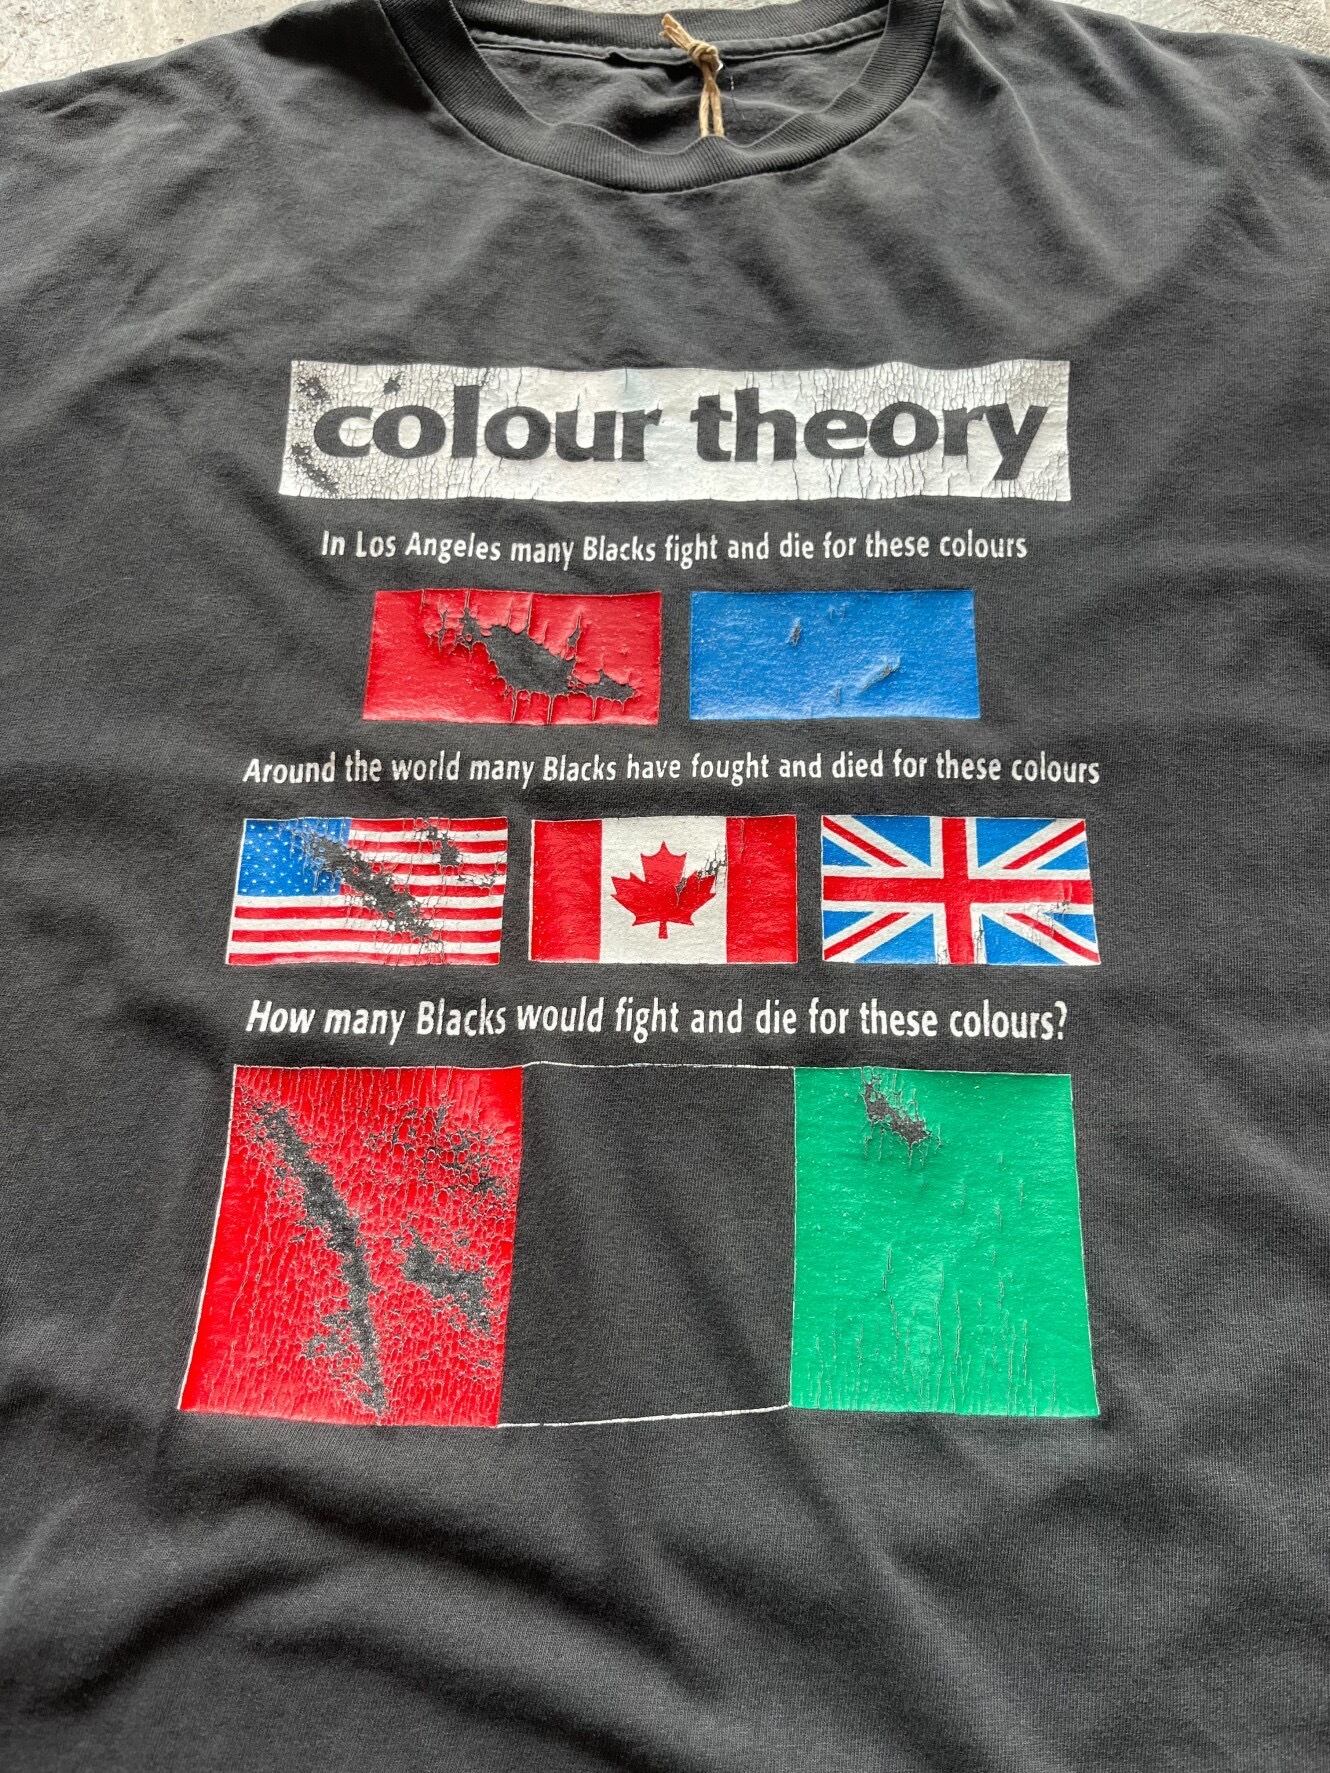 colour theory
In Los Angeles many Blacks fight and die for these colours
Around the world many Blacks have fought and died for these colours
How many Blacks would fight and die for these colours?